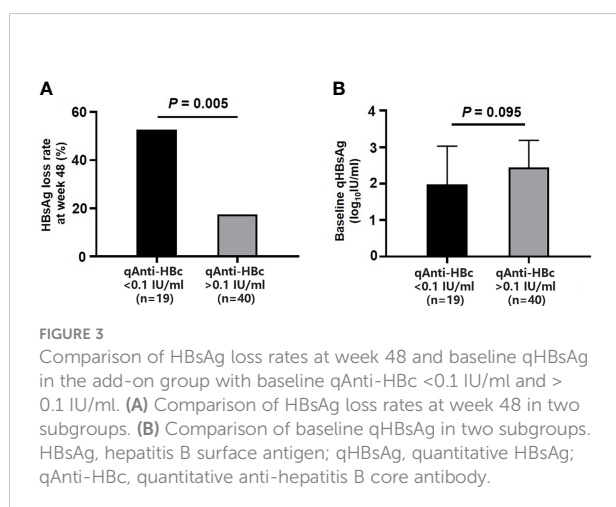 A
B
P = 0.005
P = 0.095
HBsAg loss rate
at week 48 (%)
60
40
20
0
qAnti-HBc
<0.1 IU/ml
(n=19)
qAnti-HBc
>0.1 IU/ml
(n=40)
Baseline qHBsAg
(log₁₀IU/ml)
4
3
2
1
0
qAnti-HBc
<0.1 IU/ml
(n=19)
qAnti-HBc
>0.1 IU/ml
(n=40)
FIGURE 3
Comparison of HBsAg loss rates at week 48 and baseline qHBsAg
in the add-on group with baseline qAnti-HBc <0.1 IU/ml and >
0.1 IU/ml. (A) Comparison of HBsAg loss rates at week 48 in two
subgroups. (B) Comparison of baseline qHBsAg in two subgroups.
HBsAg, hepatitis B surface antigen; qHBsAg, quantitative HBsAg;
qAnti-HBc, quantitative anti-hepatitis B core antibody.